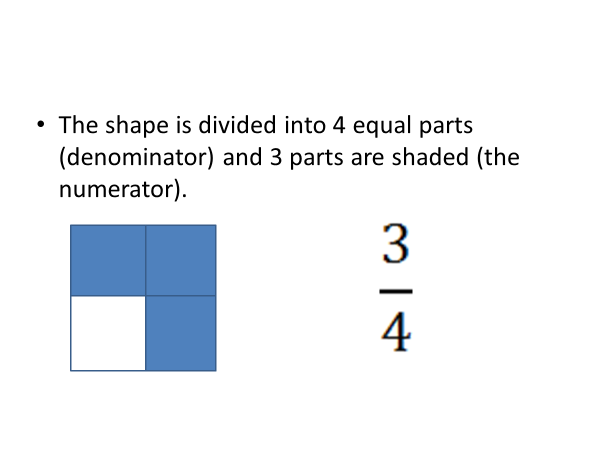 • The shape is divided into 4 equal parts
(denominator) and 3 parts are shaded (the
numerator).
3
4